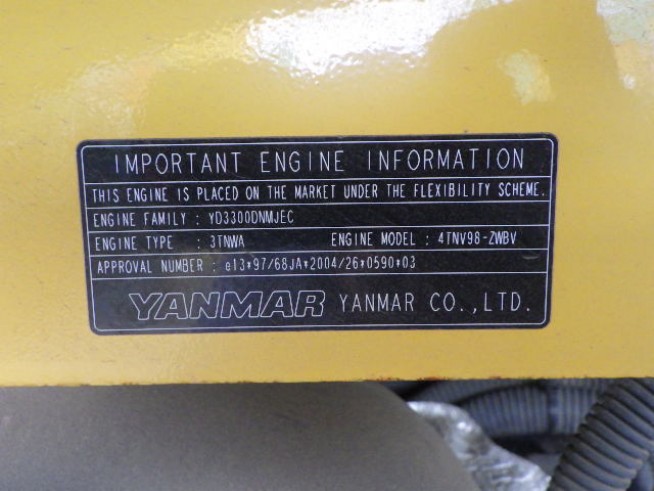 IMPORTANT ENGINE INFORMATION
THIS ENGINE IS PLACED ON THE MARKET UNDER THE FLEXIBILITY SCHEME.
ENGINE FAMILY : YD3300DNMJEC
ENGINE TYPE : 3TNWA ENGINE MODEL : 4TNV98-ZWBV
APPROVAL NUMBER : e13*97/68JA*2004/26*0590*03
YANMAR YANMAR CO.,LTD.